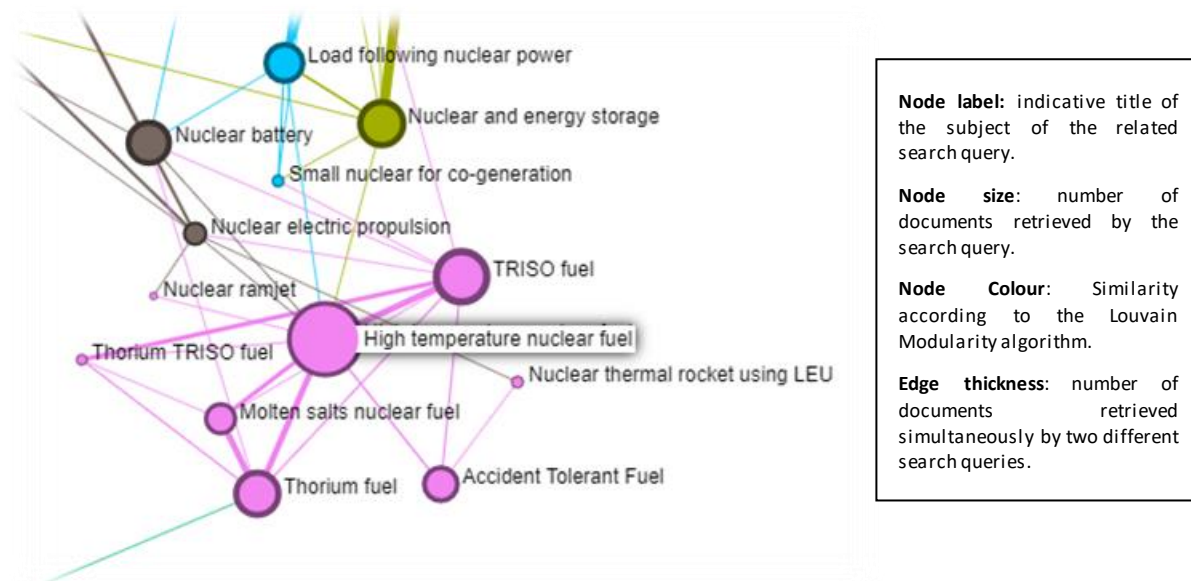 Load following nuclear power
Nuclear and energy storage
Nuclear battery
Small nuclear for co-generation
Nuclear electric propulsion
TRISO fuel
Nuclear ramjet
High temperature nuclear fuel
Thorium TRISO fuel
Nuclear thermal rocket using LEU
Molten salts nuclear fuel
Accident Tolerant Fuel
Thorium fuel
Node label: indicative title of
the subject of the related
search query.
Node size: number of
documents retrieved by the
search query.
Node Colour: Similarity
according to the Louvain
Modularity algorithm.
Edge thickness: number of
documents retrieved
simultaneously by two different
search queries.